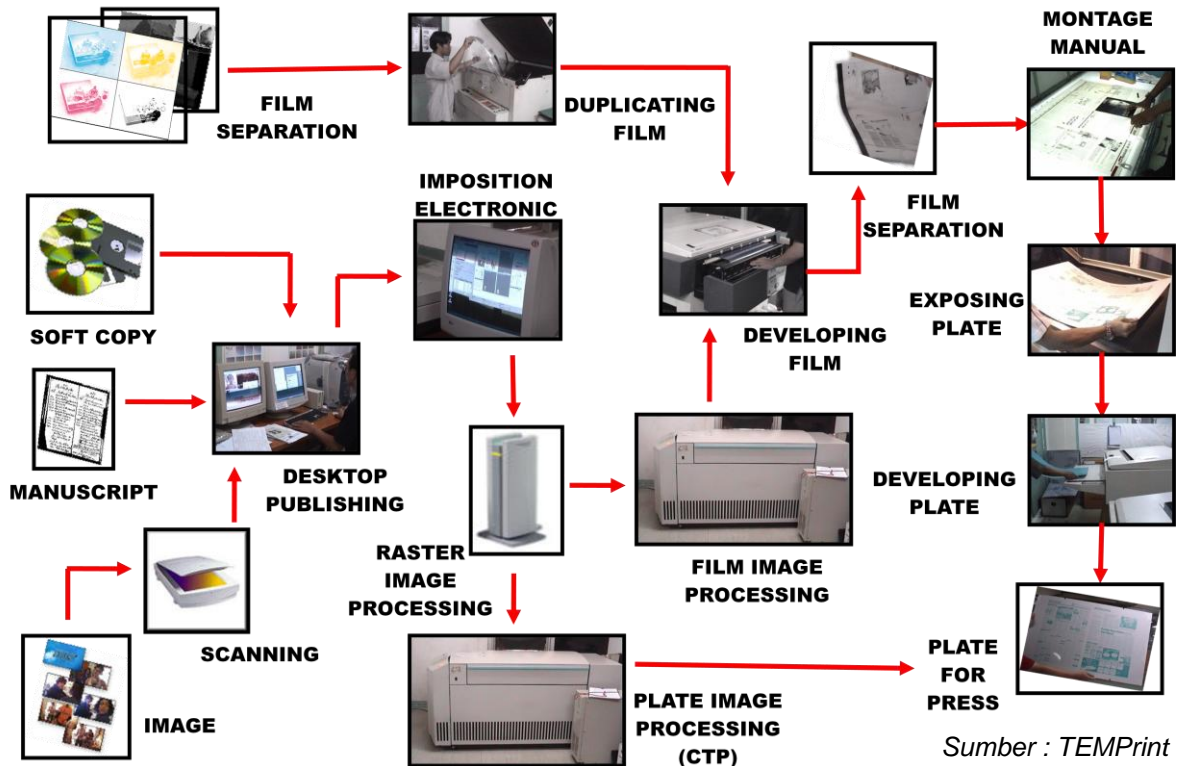 MONTAGE
MANUAL
FILM
SEPARATION
DUPLICATING
FILM
IMPOSITION
ELECTRONIC
FILM
SEPARATION
SOFT COPY
EXPOSING
PLATE
DEVELOPING
FILM
MANUSCRIPT
DESKTOP
PUBLISHING
DEVELOPING
PLATE
RASTER
IMAGE
PROCESSING
FILM IMAGE
PROCESSING
SCANNING
IMAGE
PLATE IMAGE
PROCESSING
(CTP)
PLATE
FOR
PRESS
Sumber : TEMPrint